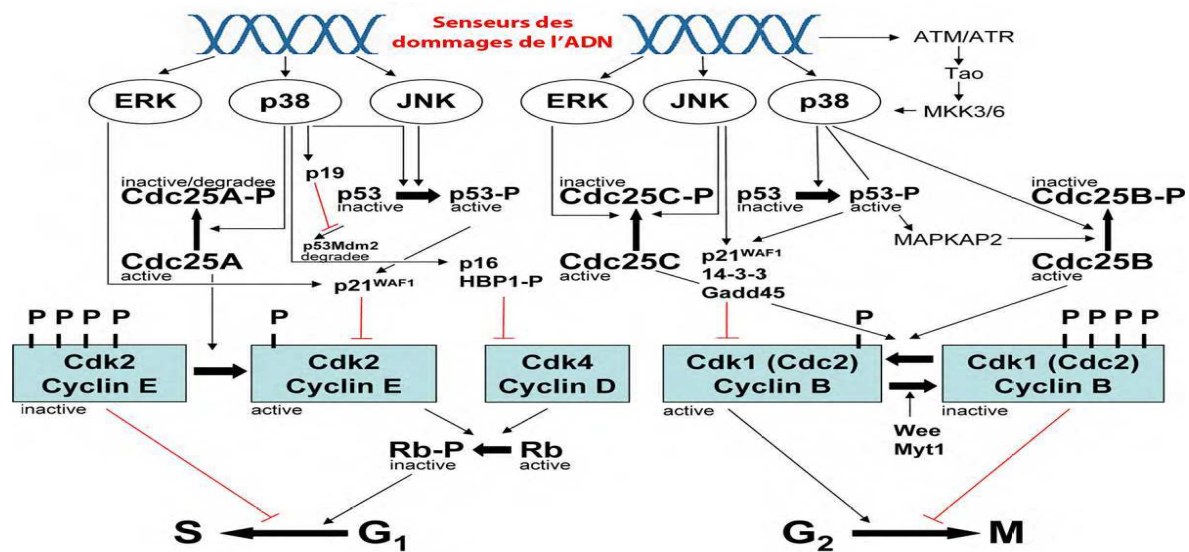 Senseurs des
dommages de l'ADN
ATM/ATR
Tao
MKK3/6
ERK
p38
JNK
ERK
JNK
p38
p19
inactive/degradee
Cdc25A-P
p53
inactive
p53-P
active
inactive
Cdc25C-P
p53
inactive
p53-P
active
inactive
Cdc25B-P
p53Mdm2
degradee
MAPKAP2
Cdc25A
active
p16
HBP1-P
p21WAF1
Cdc25C
active
p21WAF1
14-3-3
Gadd45
Cdc25B
active
P P P P
P
P
P P P P
Cdk2
Cyclin E
inactive
Cdk2
Cyclin E
active
Cdk4
Cyclin D
Cdk1 (Cdc2)
Cyclin B
active
Cdk1 (Cdc2)
Cyclin B
inactive
Wee
Myt1
Rb-P
inactive
Rb
active
S
G1
G2
M